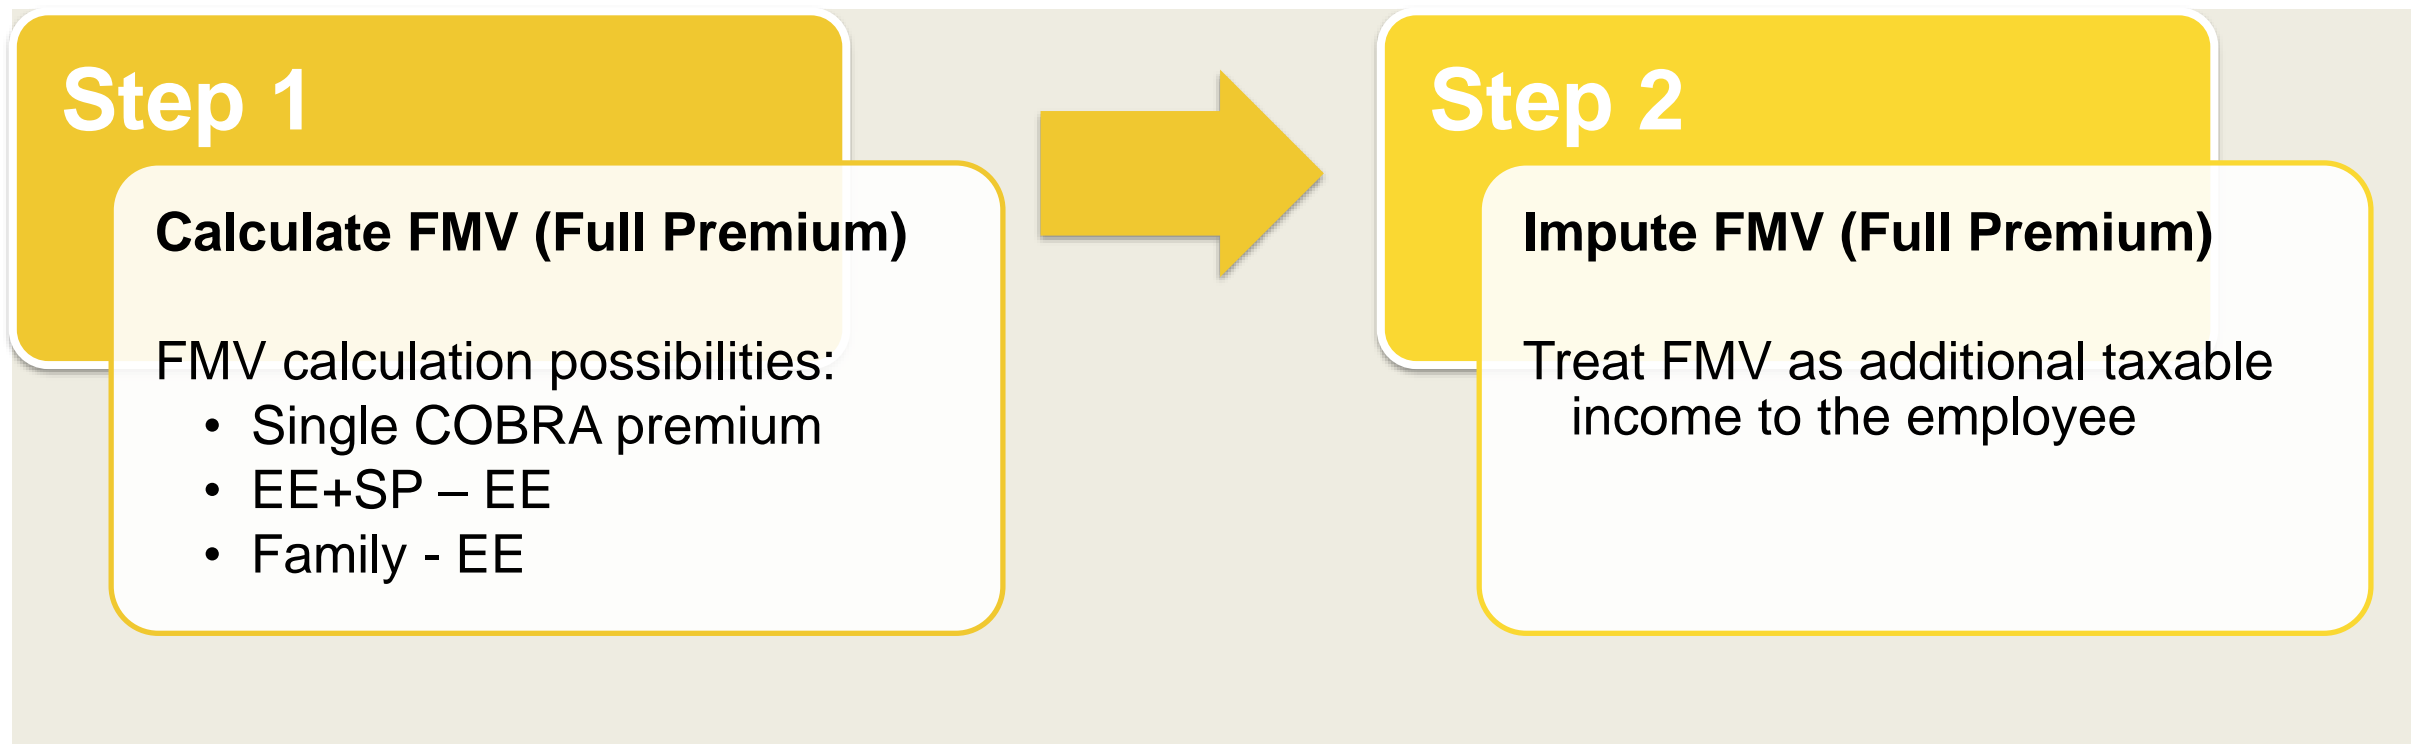 Step 1
Calculate FMV (Full Premium)
FMV calculation possibilities:
• Single COBRA premium
• EE+SP – EE
• Family - EE
Step 2
Impute FMV (Full Premium)
Treat FMV as additional taxable
income to the employee